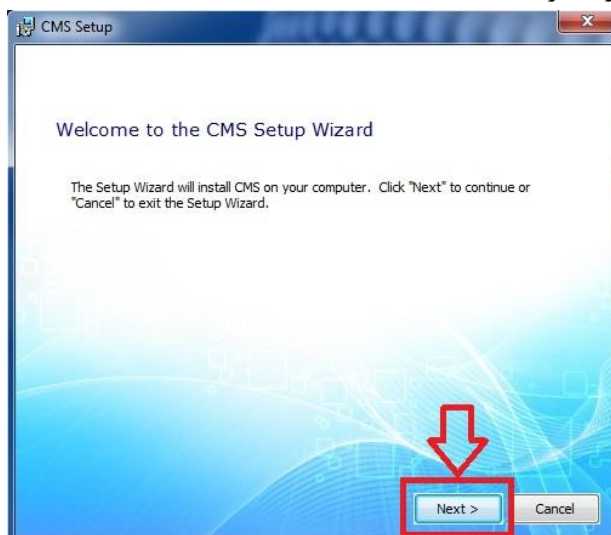 CMS Setup
Welcome to the CMS Setup Wizard
The Setup Wizard will install CMS on your computer. Click "Next" to continue or
"Cancel" to exit the Setup Wizard.
Next >
Cancel